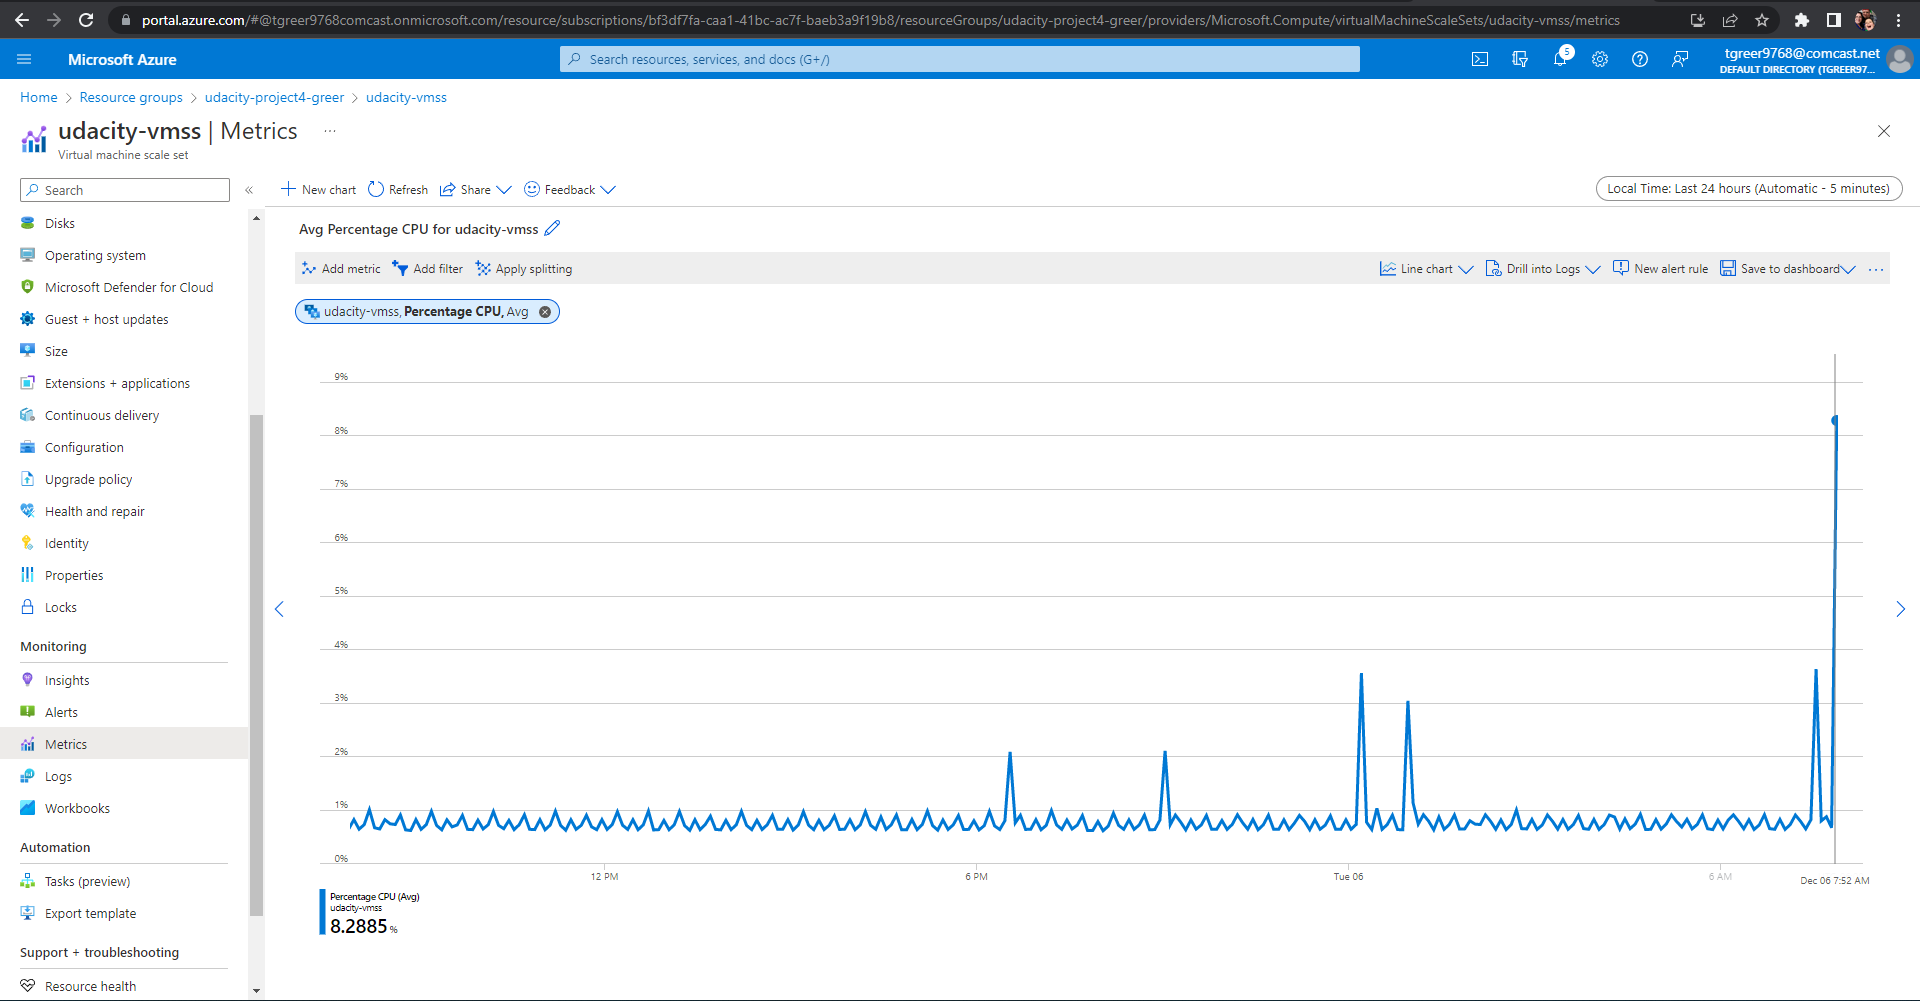 portal.azure.com/#@tgreer9768comcast.onmicrosoft.com/resource/subscriptions/bf3df7fa-caa1-41bc-ac7f-baeb3a9f19b8/resourceGroups/udacity-project4-greer/providers/Microsoft.Compute/virtualMachineScaleSets/udacity-vmss/metrics
Microsoft Azure
Search resources, services, and docs (G+/)
5
tgreer9768@comcast.net
DEFAULT DIRECTORY (TGREER97...
Home > Resource groups > udacity-project4-greer > udacity-vmss
udacity-vmss | Metrics ...
Virtual machine scale set
Search
«
New chart
Refresh
Share
Feedback
Local Time: Last 24 hours (Automatic - 5 minutes)
Disks
Operating system
Microsoft Defender for Cloud
Guest + host updates
Size
Extensions + applications
Continuous delivery
Configuration
Upgrade policy
Health and repair
Identity
Properties
Locks
Monitoring
Insights
Alerts
Metrics
Logs
Workbooks
Automation
Tasks (preview)
Export template
Support + troubleshooting
Resource health
Avg Percentage CPU for udacity-vmss
Add metric
Add filter
Apply splitting
Line chart
Drill into Logs
New alert rule
Save to dashboard
...
udacity-vmss, Percentage CPU, Avg
9%
8%
7%
6%
5%
4%
3%
2%
1%
0%
12 PM
6 PM
Tue 06
6 AM
Dec 06 7:52 AM
Percentage CPU (Avg)
udacity-vmss
8.2885 %